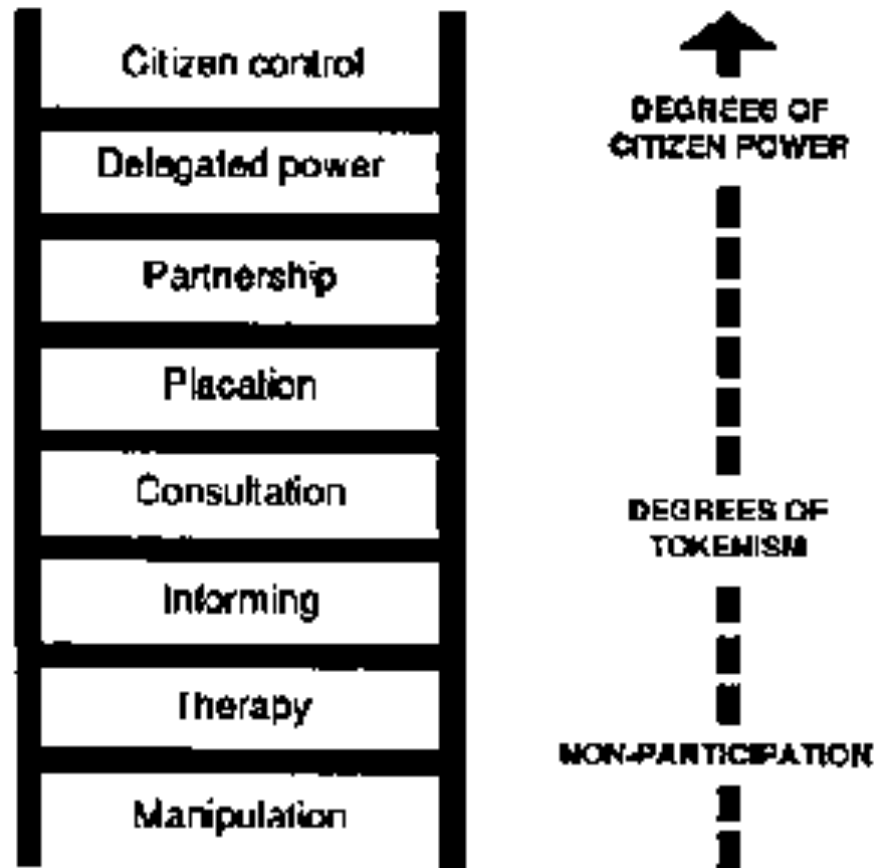 Citizen control
Delegated power
Partnership
Placation
Consultation
Informing
Therapy
Manipulation
DEGREES OF
CITIZEN POWER
DEGREES OF
TOKENISM
NON-PARTICIPATION